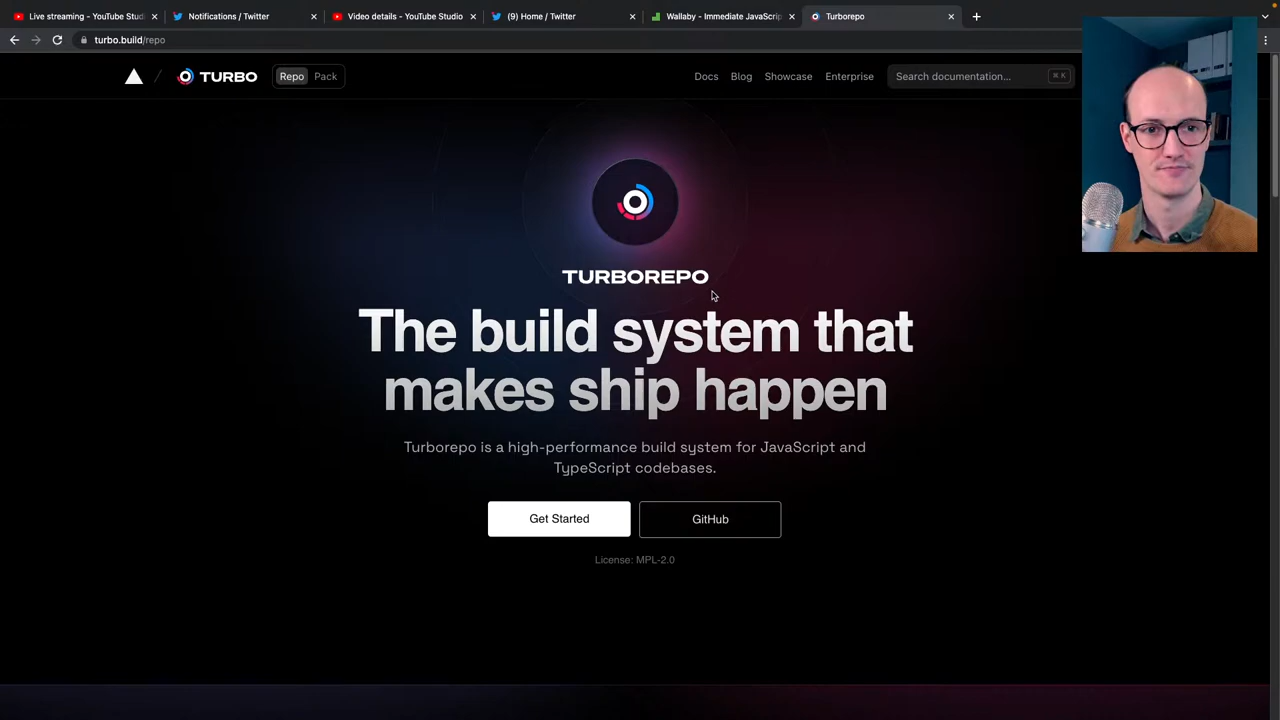 Live streaming - YouTube Studi
Notifications / Twitter
Video details - YouTube Studio
(9) Home / Twitter
Wallaby - Immediate JavaScrip
Turborepo
turbo.build/repo
TURBO
Repo
Pack
Docs
Blog
Showcase
Enterprise
Search documentation...
⌘ K
TURBOREPO
The build system that
makes ship happen
Turborepo is a high-performance build system for JavaScript and
TypeScript codebases.
Get Started
GitHub
License: MPL-2.0